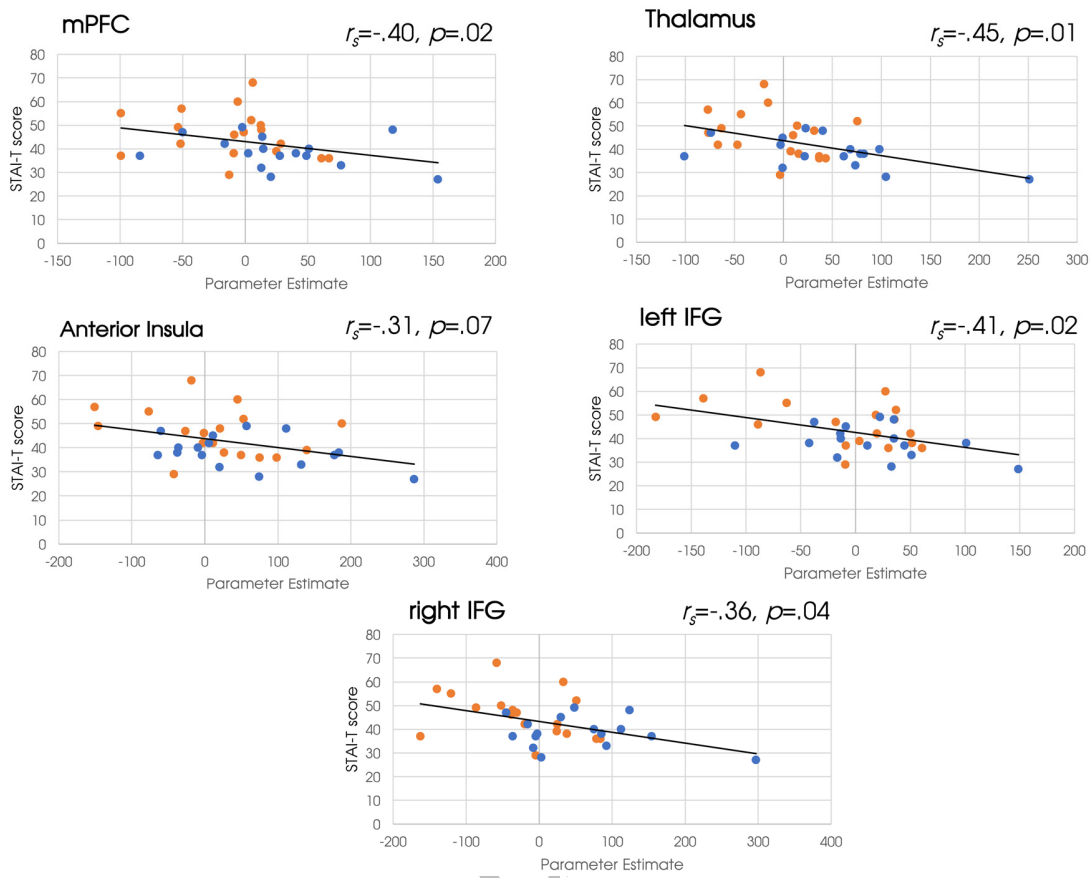 mPFC
rs=-.40, p=.02
80
70
60
50
40
30
20
10
0
STAI-T score
-150 -100 -50 0 50 100 150 200
Parameter Estimate
Thalamus
rs=-.45, p=.01
80
70
60
50
40
30
20
10
0
STAI-T score
-150 -100 -50 0 50 100 150 200 250 300
Parameter Estimate
Anterior Insula
rs=-.31, p=.07
80
70
60
50
40
30
20
10
0
STAI-T score
-200 -100 0 100 200 300 400
Parameter Estimate
left IFG
rs=-.41, p=.02
80
70
60
50
40
30
20
10
0
STAI-T score
-200 -150 -100 -50 0 50 100 150 200
Parameter Estimate
right IFG
rs=-.36, p=.04
80
70
60
50
40
30
20
10
0
STAI-T score
-200 -100 0 100 200 300 400
Parameter Estimate